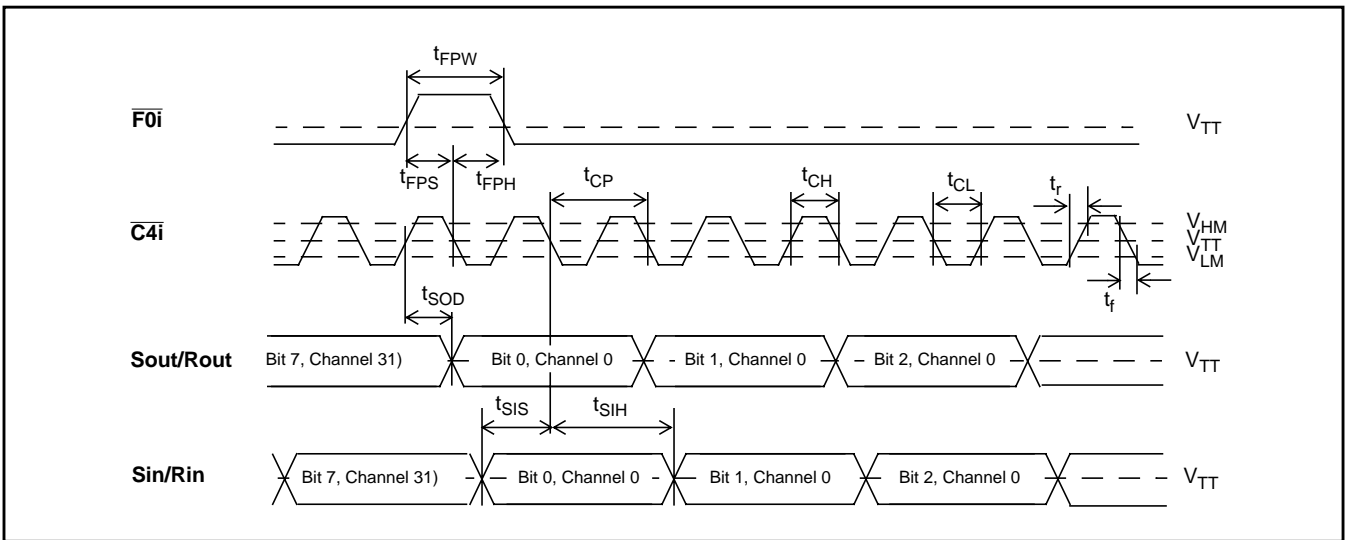 tFPW
F0i
VTT
tFPS tFPH tCP tCH tCL tr
C4i
VHM
VTT
VLM
tf
tSOD
Sout/Rout Bit 7, Channel 31) Bit 0, Channel 0 Bit 1, Channel 0 Bit 2, Channel 0 VTT
tSIS tSIH
Sin/Rin Bit 7, Channel 31) Bit 0, Channel 0 Bit 1, Channel 0 Bit 2, Channel 0 VTT